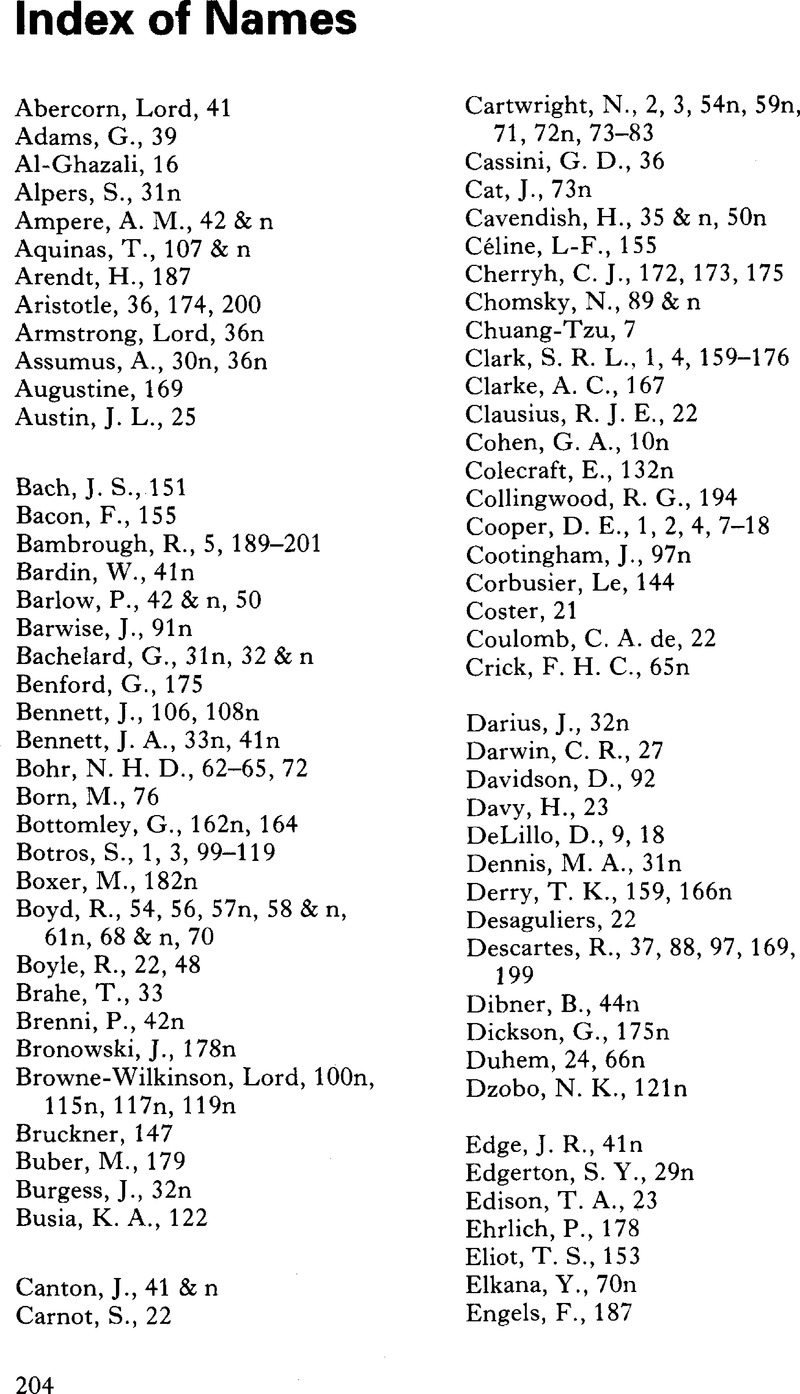 Index of Names
Abercorn, Lord, 41
Adams, G., 39
Al-Ghazali, 16
Alpers, S., 31n
Ampere, A. M., 42 & n
Aquinas, T., 107 & n
Arendt, H., 187
Aristotle, 36, 174, 200
Armstrong, Lord, 36n
Assumus, A., 30n, 36n
Augustine, 169
Austin, J. L., 25
Bach, J. S., 151
Bacon, F., 155
Bambrough, R., 5, 189–201
Bardin, W., 41n
Barlow, P., 42 & n, 50
Barwise, J., 91n
Bachelard, G., 31n, 32 & n
Benford, G., 175
Bennett, J., 106, 108n
Bennett, J. A., 33n, 41n
Bohr, N. H. D., 62–65, 72
Born, M., 76
Bottomley, G., 162n, 164
Botros, S., 1, 3, 99–119
Boxer, M., 182n
Boyd, R., 54, 56, 57n, 58 & n,
61n, 68 & n, 70
Boyle, R., 22, 48
Brahe, T., 33
Brenni, P., 42n
Bronowski, J., 178n
Browne-Wilkinson, Lord, 100n,
115n, 117n, 119n
Bruckner, 147
Buber, M., 179
Burgess, J., 32n
Busia, K. A., 122
Canton, J., 41 & n
Carnot, S., 22
Cartwright, N., 2, 3, 54n, 59n,
71, 72n, 73–83
Cassini, G. D., 36
Cat, J., 73n
Cavendish, H., 35 & n, 50n
Céline, L-F., 155
Cherryh, C. J., 172, 173, 175
Chomsky, N., 89 & n
Chuang-Tzu, 7
Clark, S. R. L., 1, 4, 159–176
Clarke, A. C., 167
Clausius, R. J. E., 22
Cohen, G. A., 10n
Colecraft, E., 132n
Collingwood, R. G., 194
Cooper, D. E., 1, 2, 4, 7–18
Cootingham, J., 97n
Corbusier, Le, 144
Coster, 21
Coulomb, C. A. de, 22
Crick, F. H. C., 65n
Darius, J., 32n
Darwin, C. R., 27
Davidson, D., 92
Davy, H., 23
DeLillo, D., 9, 18
Dennis, M. A., 31n
Derry, T. K., 159, 166n
Desaguliers, 22
Descartes, R., 37, 88, 97, 169,
199
Dibner, B., 44n
Dickson, G., 175n
Duhem, 24, 66n
Dzobo, N. K., 121n
Edge, J. R., 41n
Edgerton, S. Y., 29n
Edison, T. A., 23
Ehrlich, P., 178
Eliot, T. S., 153
Elkana, Y., 70n
Engels, F., 187
204